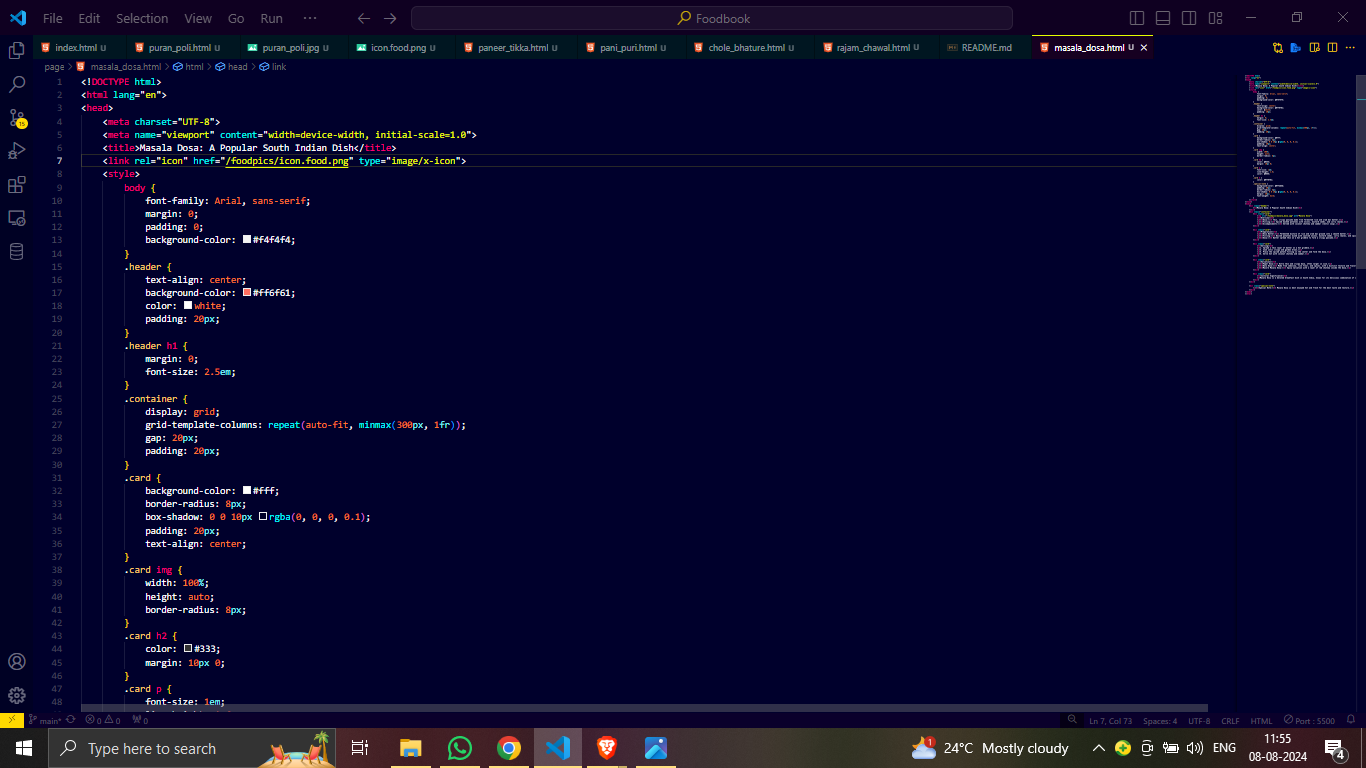 File Edit Selection View Go Run ··· Foodbook
index.html U puran_poli.html U puran_poli.jpg U icon.food.png U paneer_tikka.html U pani_puri.html U chole_bhature.html U rajam_chawal.html U README.md masala_dosa.html U
page > masala_dosa.html > html > head > link
1 <!DOCTYPE html>
2 <html lang="en">
3 <head>
4 <meta charset="UTF-8">
5 <meta name="viewport" content="width=device-width, initial-scale=1.0">
6 <title>Masala Dosa: A Popular South Indian Dish</title>
7 <link rel="icon" href="/foodpics/icon.food.png" type="image/x-icon">
8 <style>
9 body {
10 font-family: Arial, sans-serif;
11 margin: 0;
12 padding: 0;
13 background-color: #f4f4f4;
14 }
15 .header {
16 text-align: center;
17 background-color: #ff6f61;
18 color: white;
19 padding: 20px;
20 }
21 .header h1 {
22 margin: 0;
23 font-size: 2.5em;
24 }
25 .container {
26 display: grid;
27 grid-template-columns: repeat(auto-fit, minmax(300px, 1fr));
28 gap: 20px;
29 padding: 20px;
30 }
31 .card {
32 background-color: #fff;
33 border-radius: 8px;
34 box-shadow: 0 0 10px rgba(0, 0, 0, 0.1);
35 padding: 20px;
36 text-align: center;
37 }
38 .card img {
39 width: 100%;
40 height: auto;
41 border-radius: 8px;
42 }
43 .card h2 {
44 color: #333;
45 margin: 10px 0;
46 }
47 .card p {
48 font-size: 1em;
15
main* 0 0 0 Ln 7, Col 73 Spaces: 4 UTF-8 CRLF HTML Port : 5500
Type here to search 1 24°C Mostly cloudy ENG 11:55
08-08-2024 4